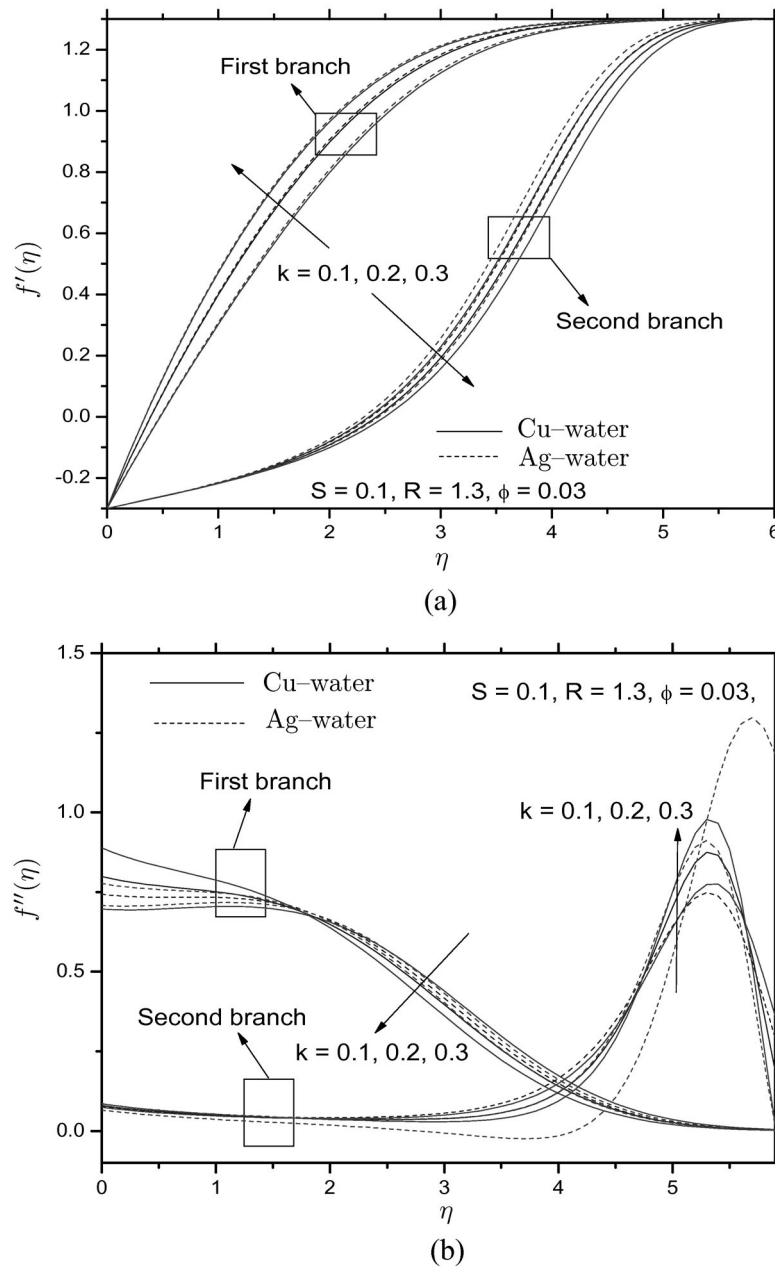 1.2
1.0
0.8
0.6
0.4
0.2
0.0
-0.2
f′(η)
First branch
k = 0.1, 0.2, 0.3
Second branch
Cu–water
Ag–water
S = 0.1, R = 1.3, ϕ = 0.03
0 1 2 3 4 5 6
η
(a)
1.5
1.0
0.5
0.0
f″(η)
Cu–water
Ag–water
S = 0.1, R = 1.3, ϕ = 0.03,
First branch
k = 0.1, 0.2, 0.3
Second branch
k = 0.1, 0.2, 0.3
0 1 2 3 4 5
η
(b)